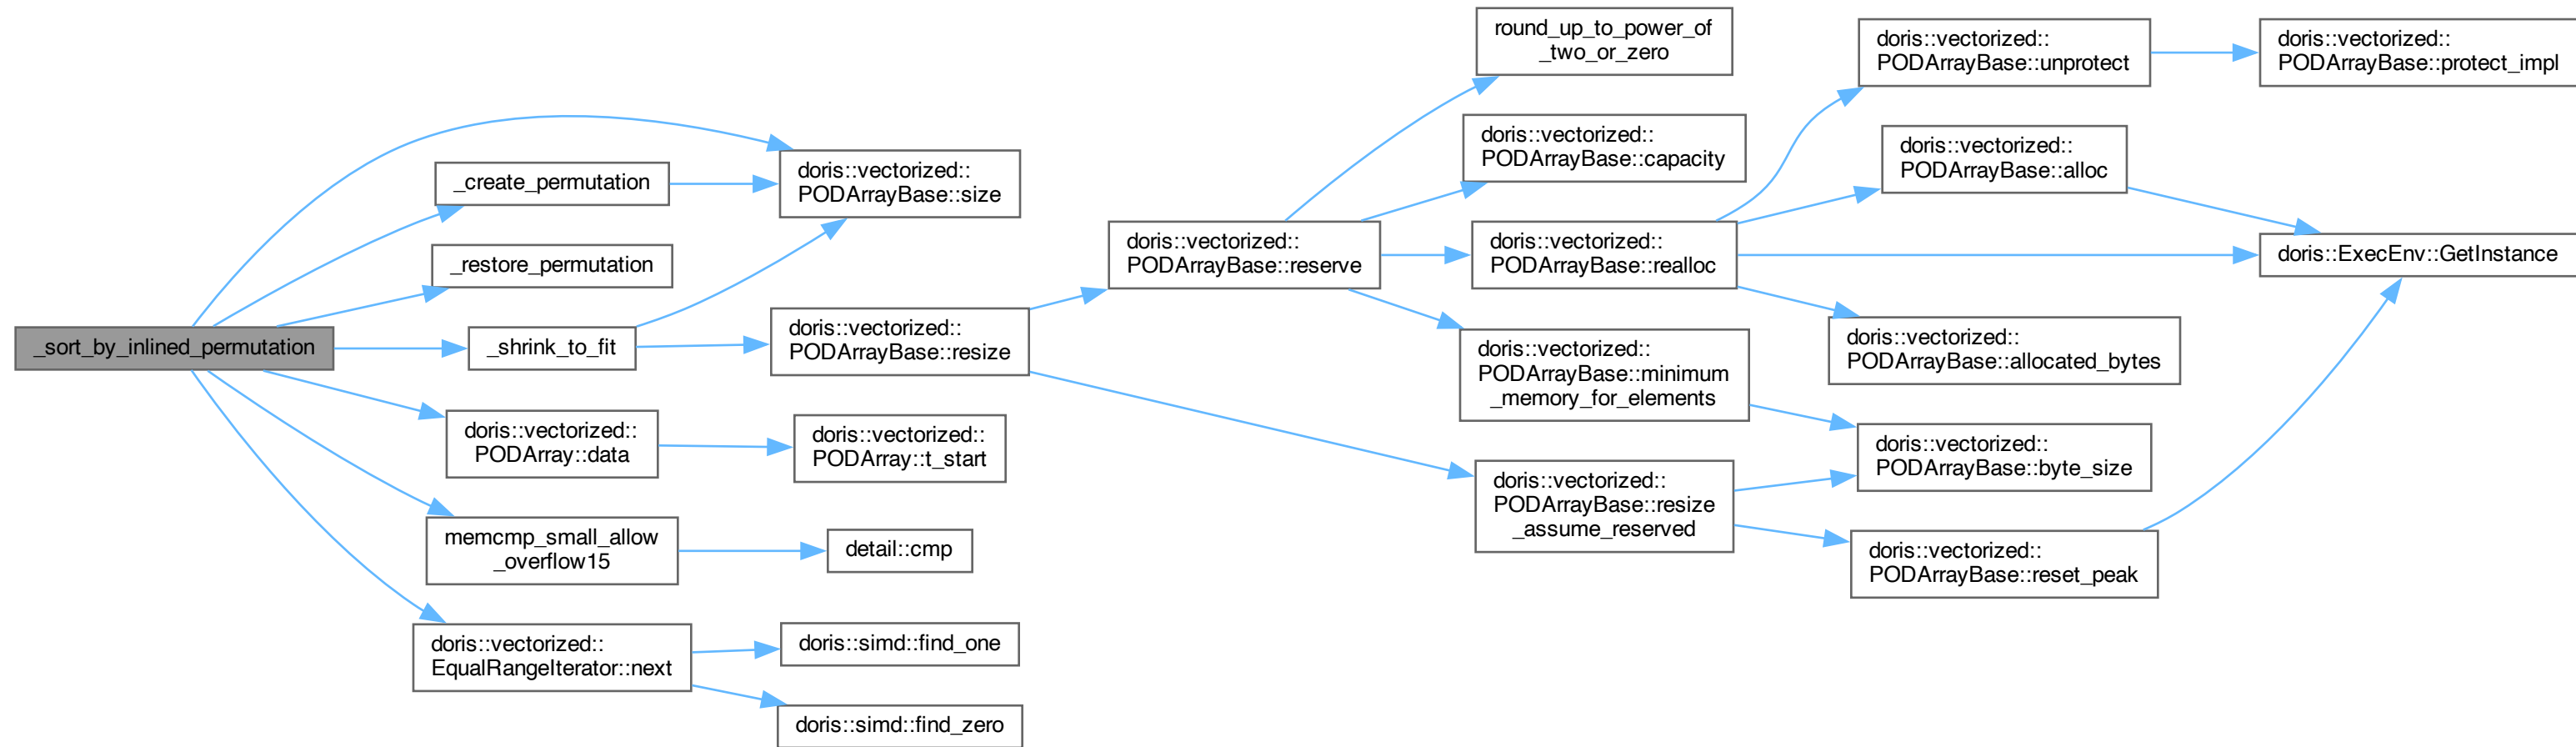 _sort_by_inlined_permutation
_create_permutation
_restore_permutation
_shrink_to_fit
doris::vectorized::
PODArray::data
memcmp_small_allow
_overflow15
doris::vectorized::
EqualRangeIterator::next
doris::vectorized::
PODArrayBase::size
doris::vectorized::
PODArrayBase::resize
doris::vectorized::
PODArray::t_start
detail::cmp
doris::simd::find_one
doris::simd::find_zero
doris::vectorized::
PODArrayBase::reserve
round_up_to_power_of
_two_or_zero
doris::vectorized::
PODArrayBase::capacity
doris::vectorized::
PODArrayBase::realloc
doris::vectorized::
PODArrayBase::minimum
_memory_for_elements
doris::vectorized::
PODArrayBase::resize
_assume_reserved
doris::vectorized::
PODArrayBase::unprotect
doris::vectorized::
PODArrayBase::alloc
doris::vectorized::
PODArrayBase::allocated_bytes
doris::vectorized::
PODArrayBase::byte_size
doris::vectorized::
PODArrayBase::reset_peak
doris::vectorized::
PODArrayBase::protect_impl
doris::ExecEnv::GetInstance